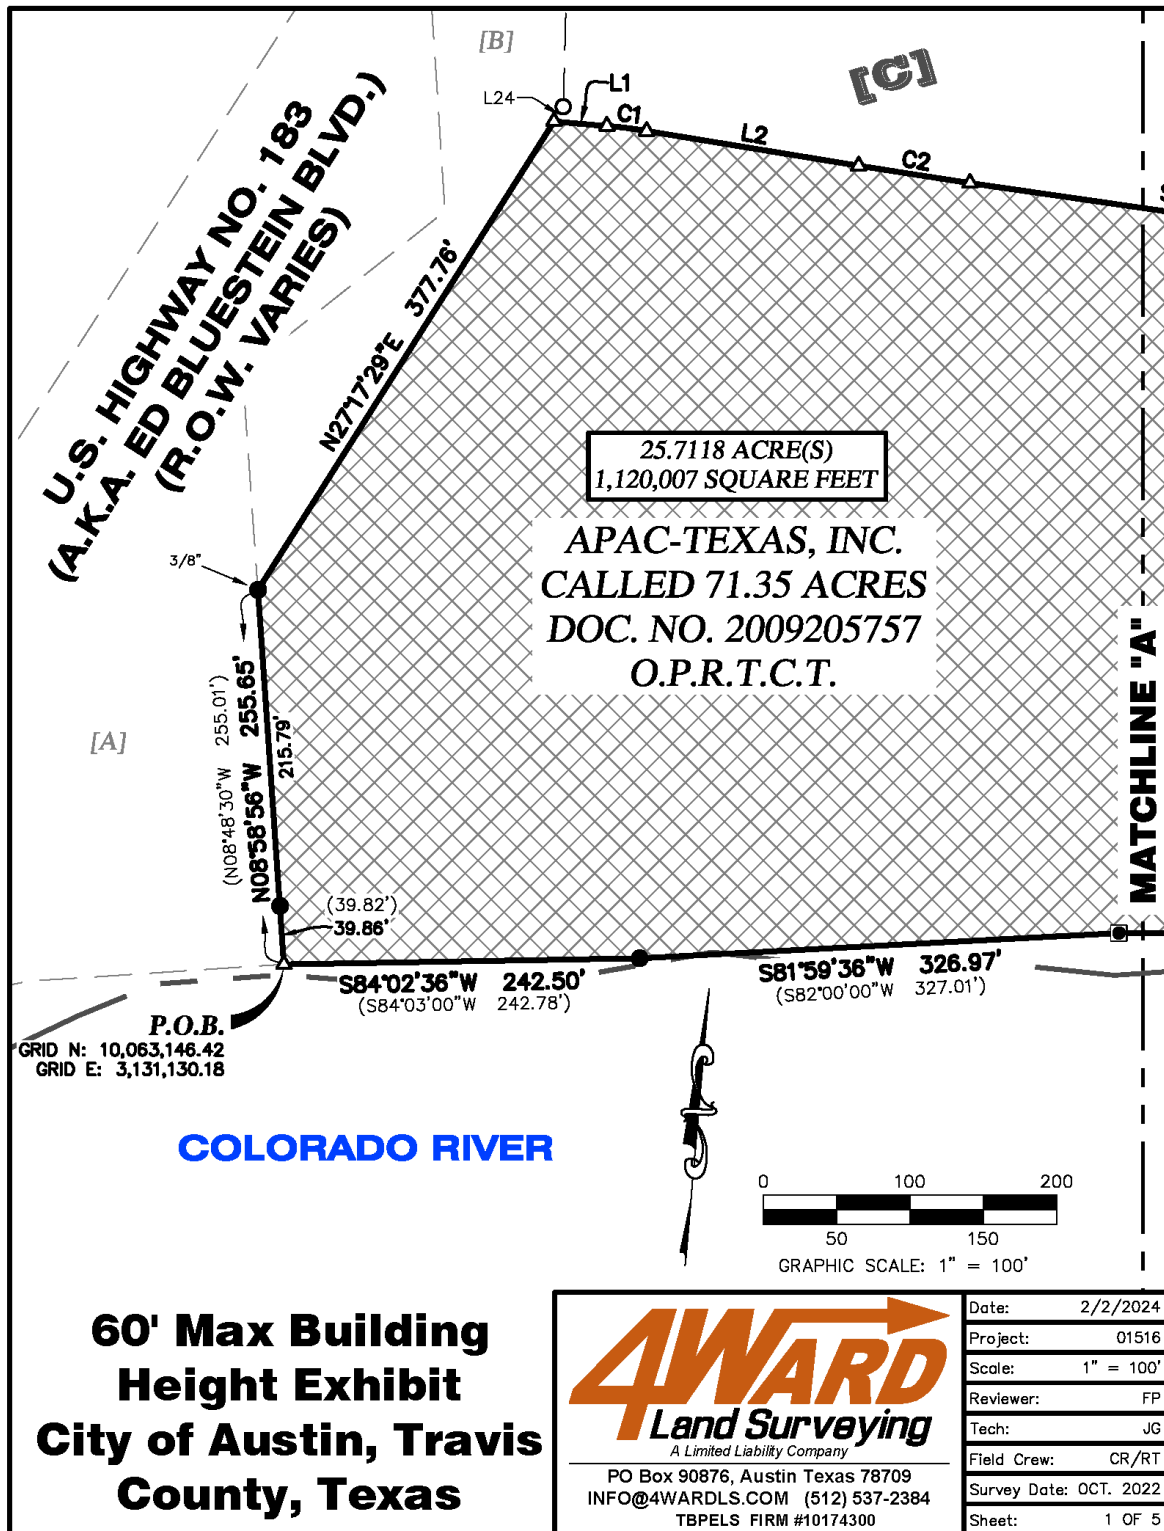 [B]
[C]
L24
L1
C1
L2
C2
U.S. HIGHWAY NO. 183
(A.K.A. ED BLUESTEIN BLVD.)
(R.O.W. VARIES)
N27°17'29"E 377.76'
25.7118 ACRE(S)
1,120,007 SQUARE FEET
APAC-TEXAS, INC.
CALLED 71.35 ACRES
DOC. NO. 2009205757
O.P.R.T.C.T.
3/8"
MATCHLINE "A"
[A]
(N08°48'30"W 255.01')
N08°58'56"W 255.65'
215.79'
(39.82')
39.86'
S84°02'36"W 242.50'
(S84°03'00"W 242.78')
S81°59'36"W 326.97'
(S82°00'00"W 327.01')
P.O.B.
GRID N: 10,063,146.42
GRID E: 3,131,130.18
COLORADO RIVER
0 100 200
50 150
GRAPHIC SCALE: 1" = 100'
60' Max Building
Height Exhibit
City of Austin, Travis
County, Texas
4WARD
Land Surveying
A Limited Liability Company
PO Box 90876, Austin Texas 78709
INFO@4WARDLS.COM (512) 537-2384
TBPELS FIRM #10174300
Date: 2/2/2024
Project: 01516
Scale: 1" = 100'
Reviewer: FP
Tech: JG
Field Crew: CR/RT
Survey Date: OCT. 2022
Sheet: 1 OF 5